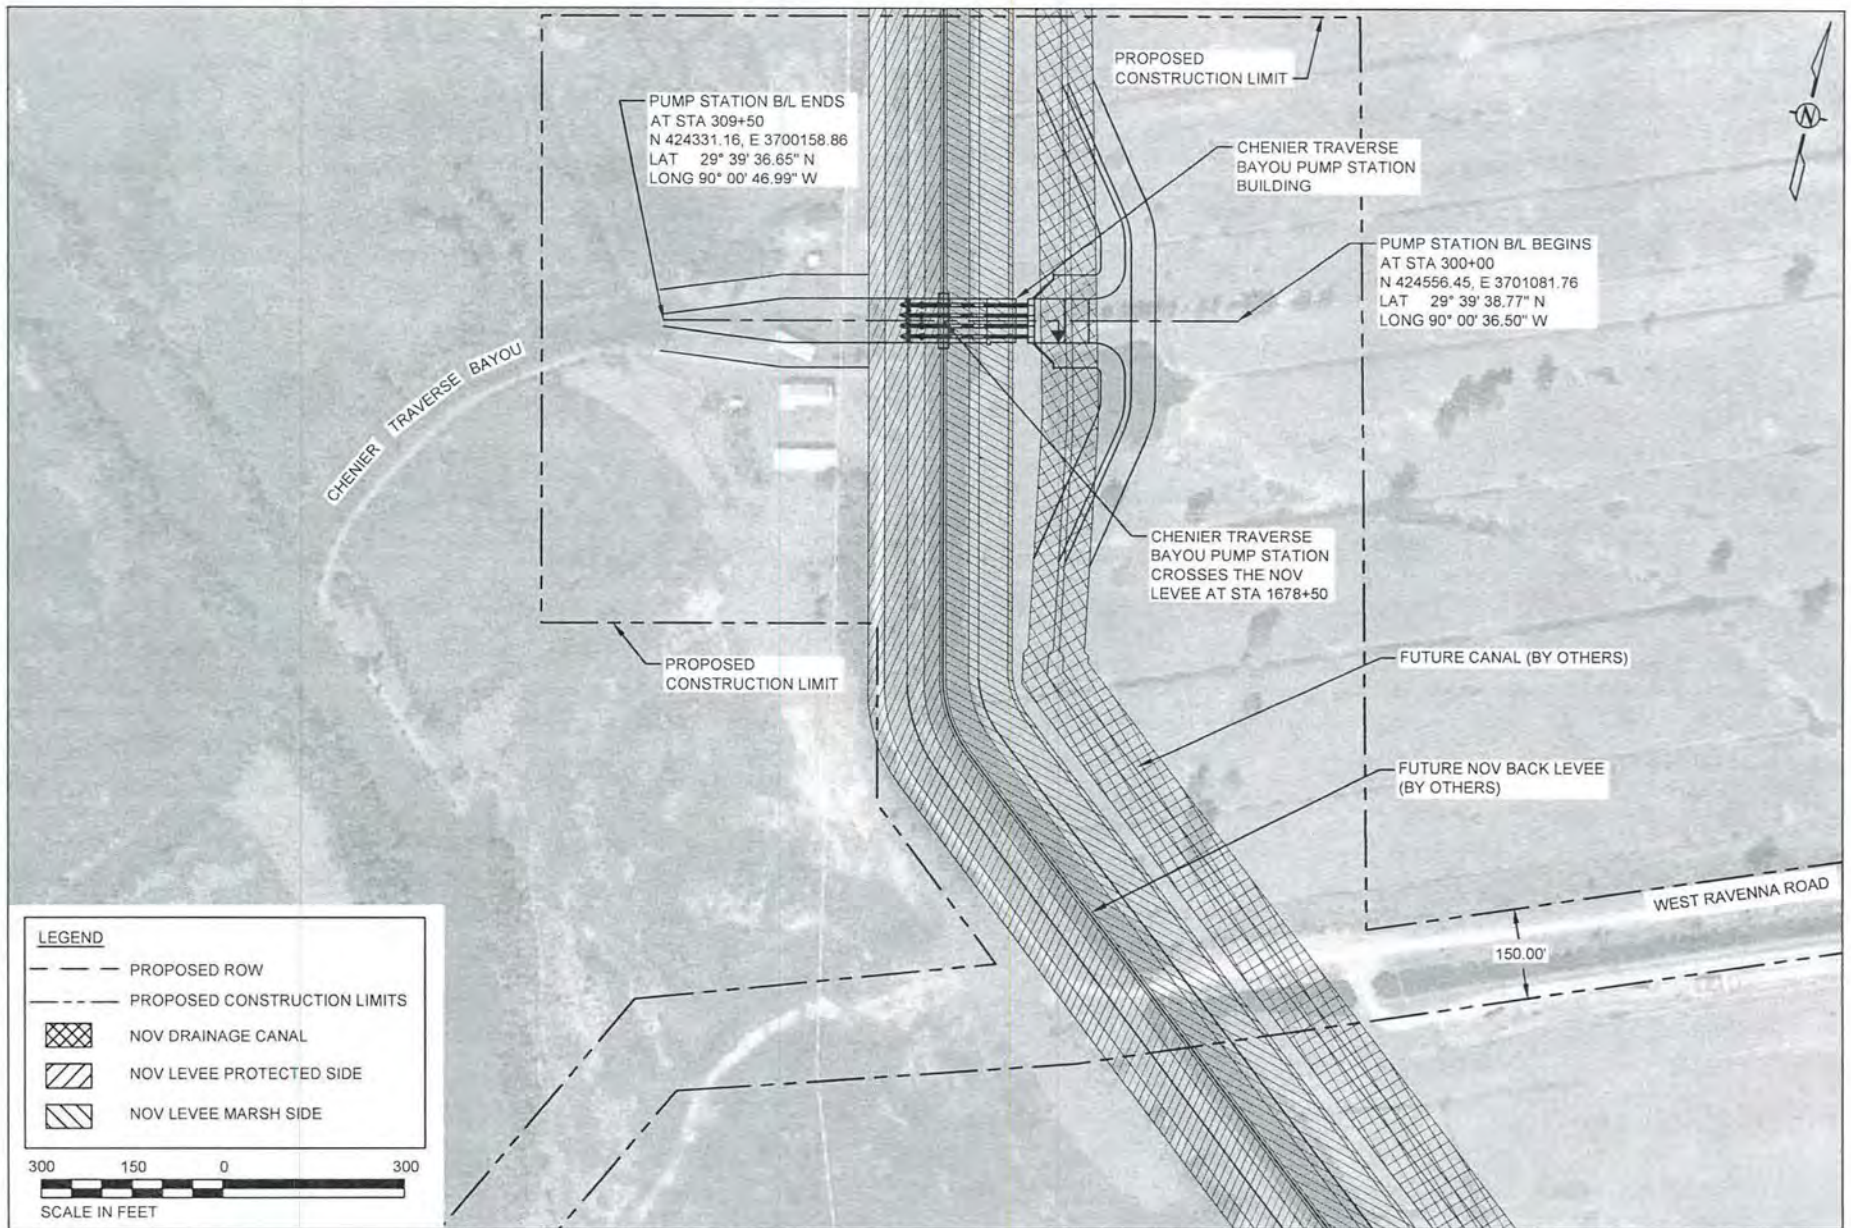 PROPOSED
CONSTRUCTION LIMIT
N
PUMP STATION B/L ENDS
AT STA 309+50
N 424331.16, E 3700158.86
LAT 29° 39' 36.65" N
LONG 90° 00' 46.99" W
CHENIER TRAVERSE
BAYOU PUMP STATION
BUILDING
PUMP STATION B/L BEGINS
AT STA 300+00
N 424556.45, E 3701081.76
LAT 29° 39' 38.77" N
LONG 90° 00' 36.50" W
CHENIER TRAVERSE BAYOU
CHENIER TRAVERSE
BAYOU PUMP STATION
CROSSES THE NOV
LEVEE AT STA 1678+50
PROPOSED
CONSTRUCTION LIMIT
FUTURE CANAL (BY OTHERS)
FUTURE NOV BACK LEVEE
(BY OTHERS)
WEST RAVENNA ROAD
150.00'
LEGEND
PROPOSED ROW
PROPOSED CONSTRUCTION LIMITS
NOV DRAINAGE CANAL
NOV LEVEE PROTECTED SIDE
NOV LEVEE MARSH SIDE
300 150 0 300
SCALE IN FEET